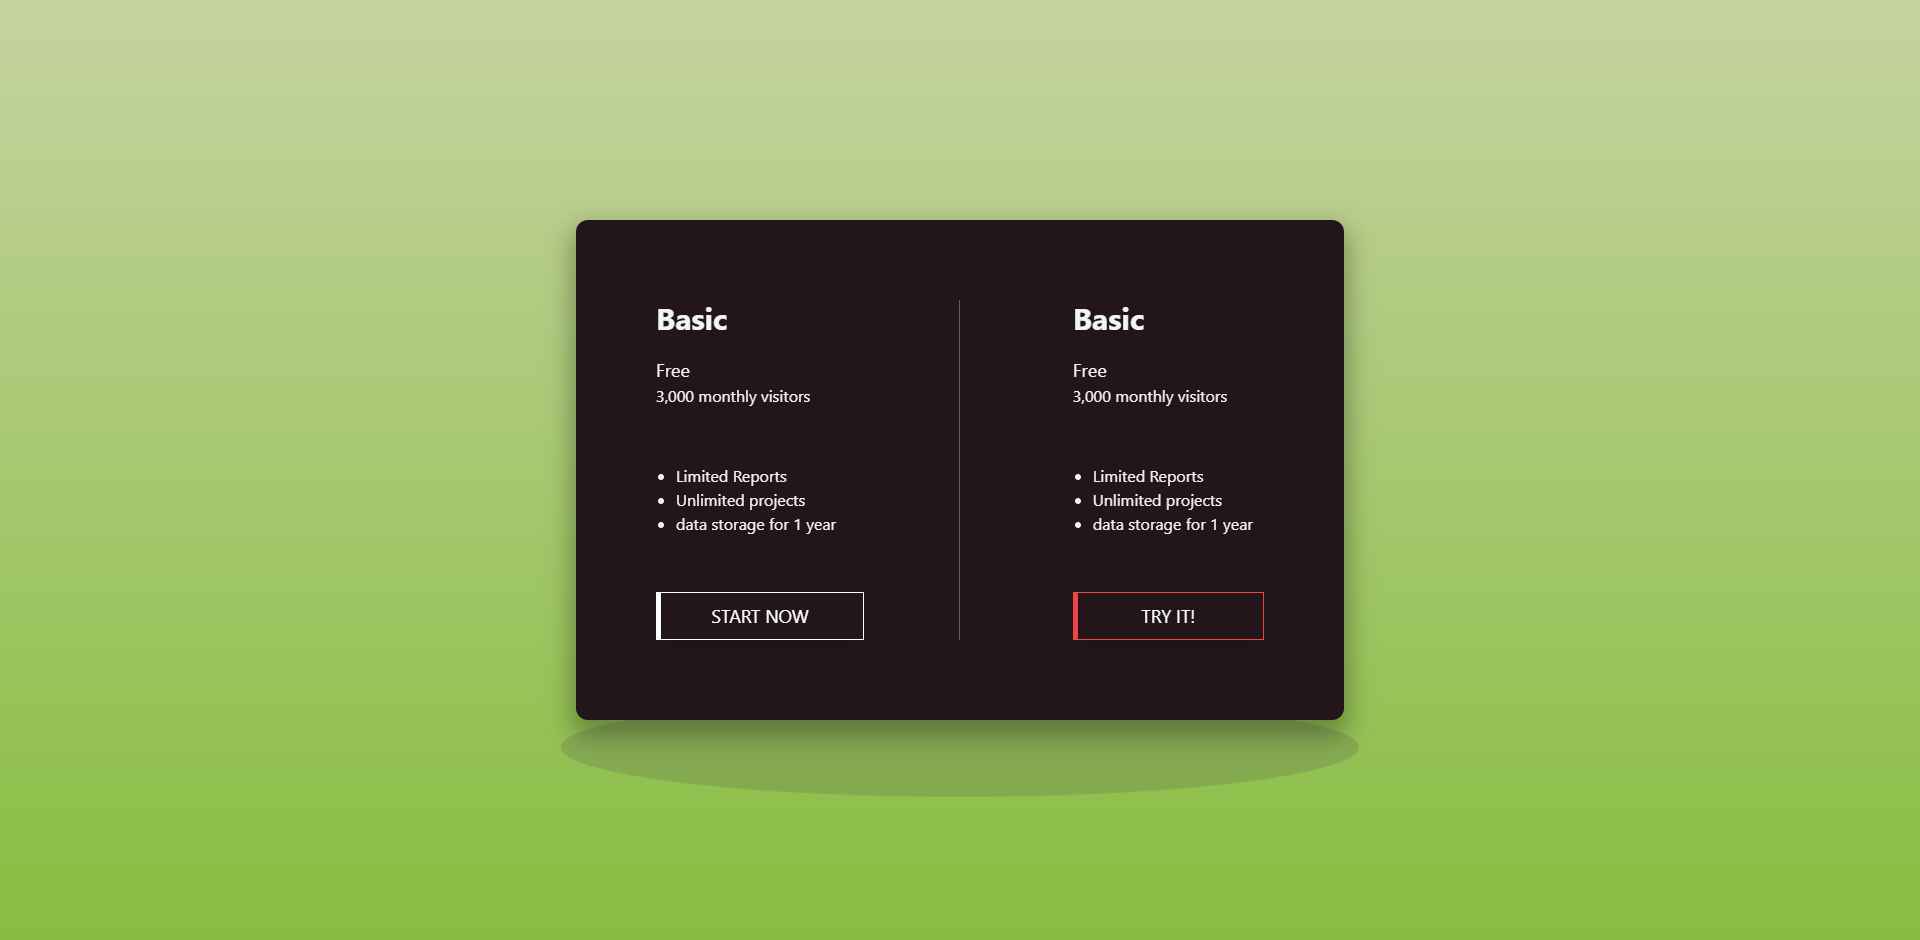 Basic
Free
3,000 monthly visitors
Limited Reports
Unlimited projects
data storage for 1 year
START NOW
Basic
Free
3,000 monthly visitors
Limited Reports
Unlimited projects
data storage for 1 year
TRY IT!